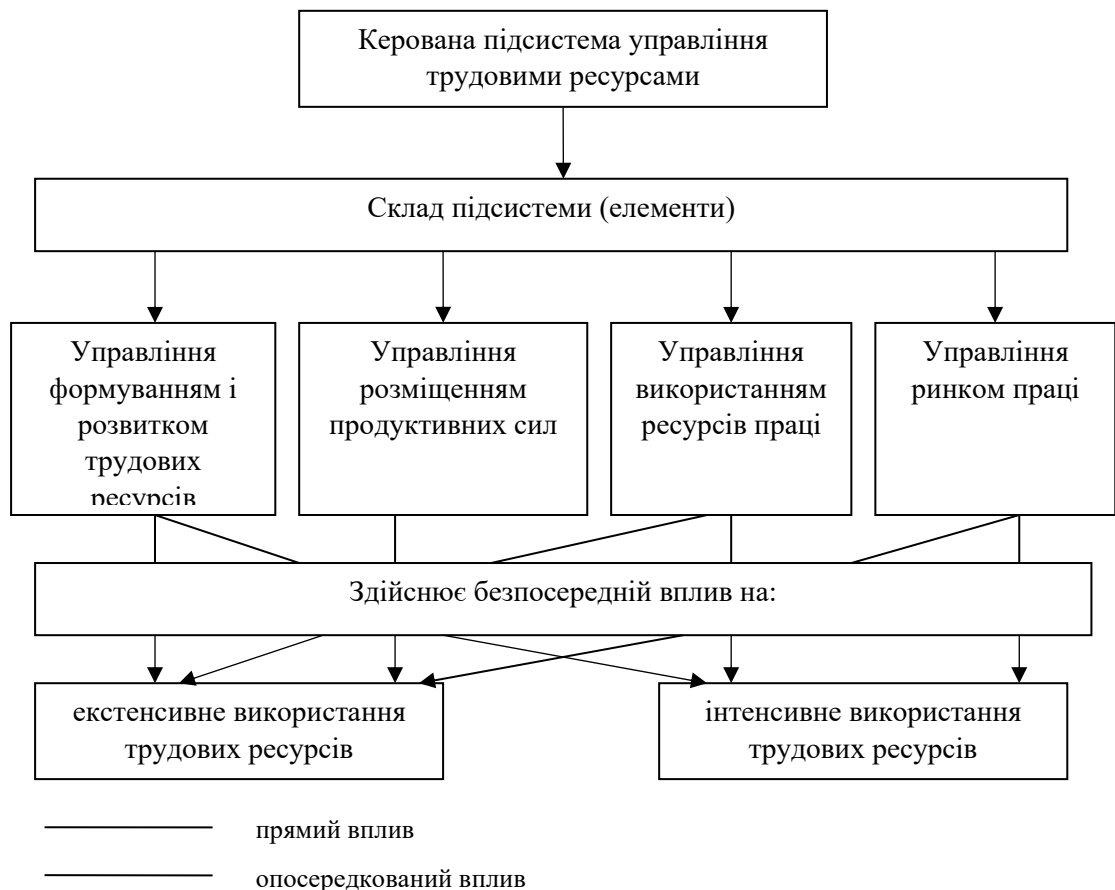 Керована підсистема управління
трудовими ресурсами
Склад підсистеми (елементи)
Управління
формуванням і
розвитком
трудових
ресурсів
Управління
розміщенням
продуктивних сил
Управління
використанням
ресурсів праці
Управління
ринком праці
Здійснює безпосередній вплив на:
екстенсивне використання
трудових ресурсів
інтенсивне використання
трудових ресурсів
прямий вплив
опосередкований вплив